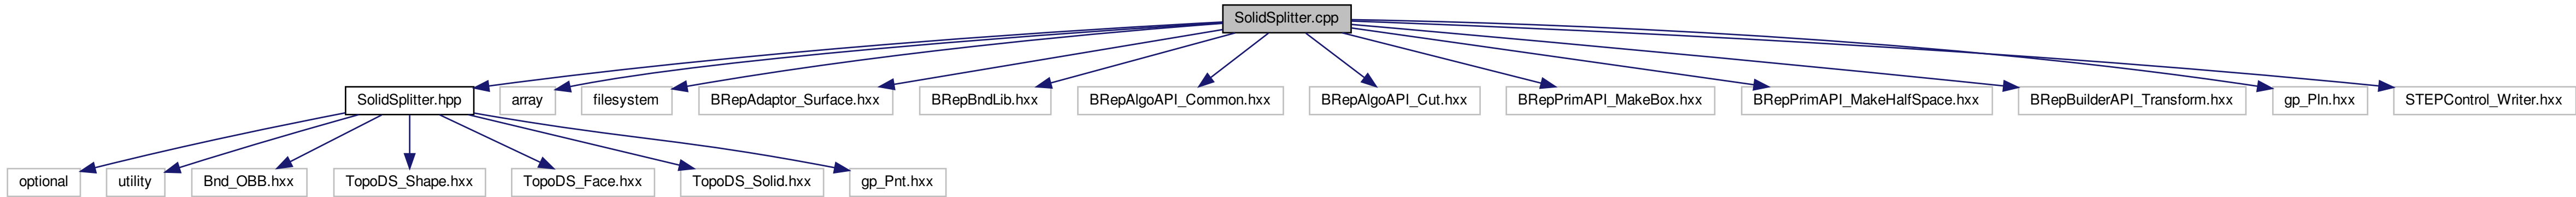 SolidSplitter.cpp
SolidSplitter.hpp
array
filesystem
BRepAdaptor_Surface.hxx
BRepBndLib.hxx
BRepAlgoAPI_Common.hxx
BRepAlgoAPI_Cut.hxx
BRepPrimAPI_MakeBox.hxx
BRepPrimAPI_MakeHalfSpace.hxx
BRepBuilderAPI_Transform.hxx
gp_Pln.hxx
STEPControl_Writer.hxx
optional
utility
Bnd_OBB.hxx
TopoDS_Shape.hxx
TopoDS_Face.hxx
TopoDS_Solid.hxx
gp_Pnt.hxx